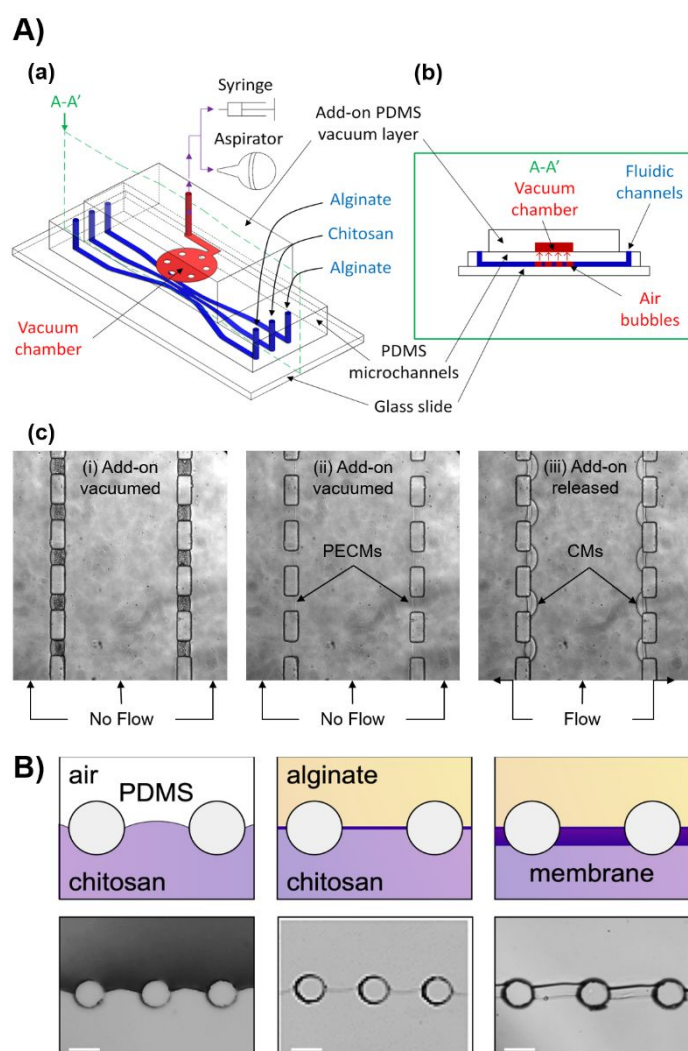 A)
(a)
(b)
A-A’
Syringe
Aspirator
Add-on PDMS
vacuum layer
Alginate
Chitosan
Alginate
Vacuum
chamber
PDMS
microchannels
Glass slide
A-A’
Vacuum
chamber
Fluidic
channels
Air
bubbles
(c)
(i) Add-on
vacuumed
No Flow
(ii) Add-on
vacuumed
PECMs
No Flow
(iii) Add-on
released
CMs
Flow
B)
air
PDMS
chitosan
alginate
chitosan
membrane